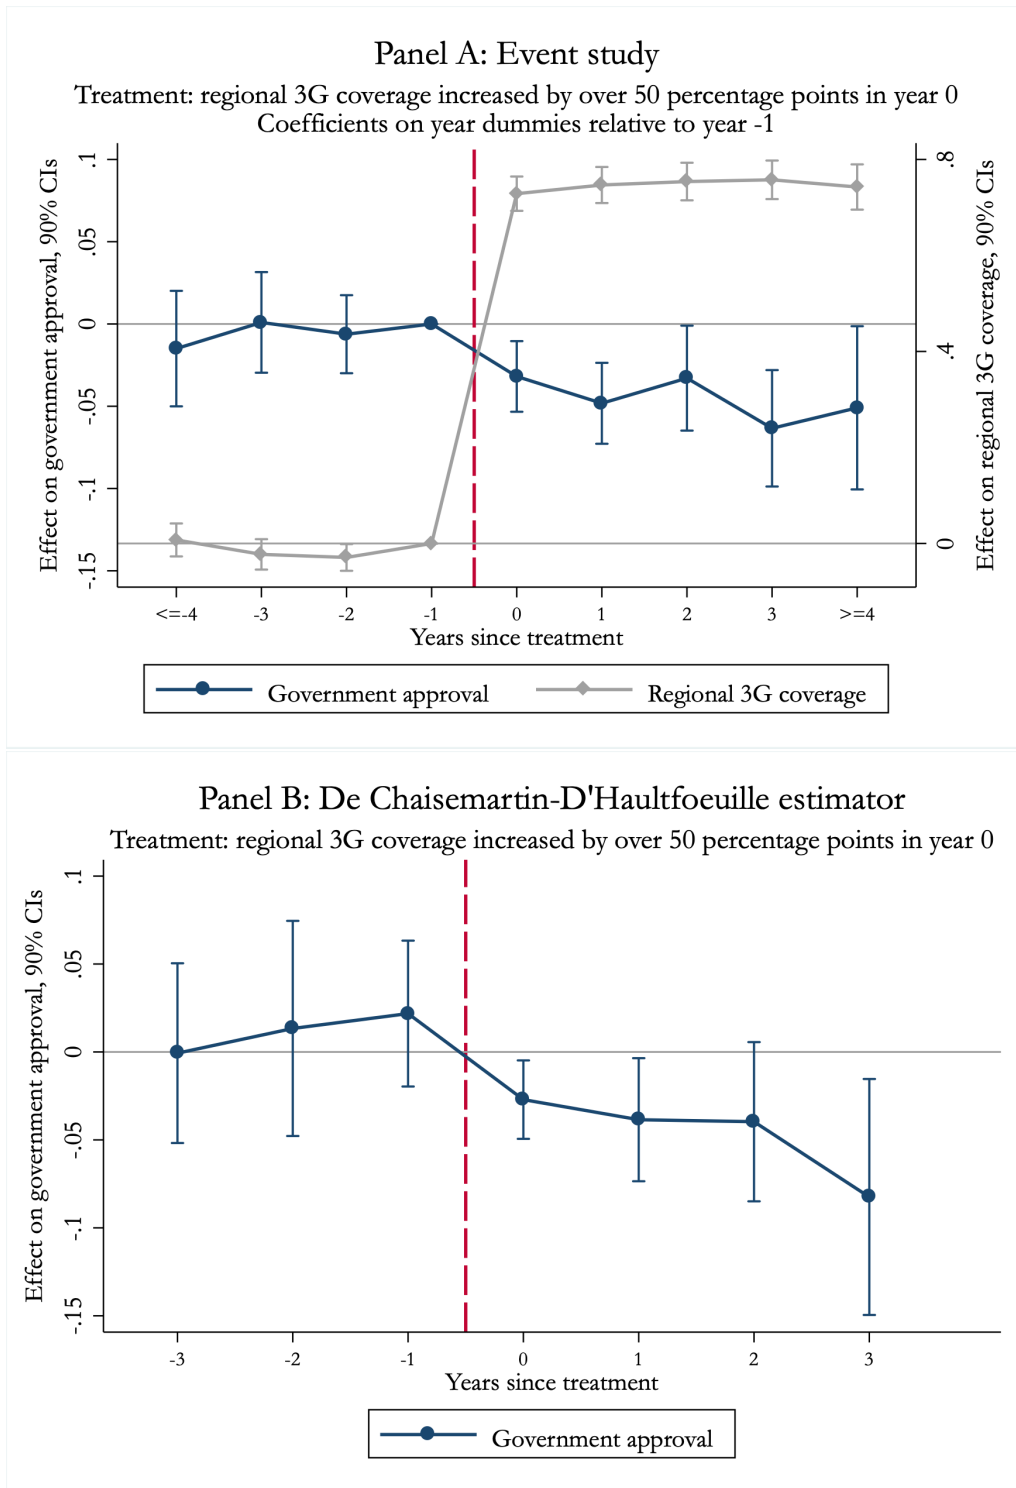 Panel A: Event study
Treatment: regional 3G coverage increased by over 50 percentage points in year 0
Coefficients on year dummies relative to year -1
Effect on government approval, 90% CIs
.1
.05
0
-.05
-.1
-.15
.8
.4
0
Effect on regional 3G coverage, 90% CIs
<=-4 -3 -2 -1 0 1 2 3 >=4
Years since treatment
Government approval Regional 3G coverage
Panel B: De Chaisemartin-D'Haultfoeuille estimator
Treatment: regional 3G coverage increased by over 50 percentage points in year 0
Effect on government approval, 90% CIs
.1
.05
0
-.05
-.1
-.15
-3 -2 -1 0 1 2 3
Years since treatment
Government approval